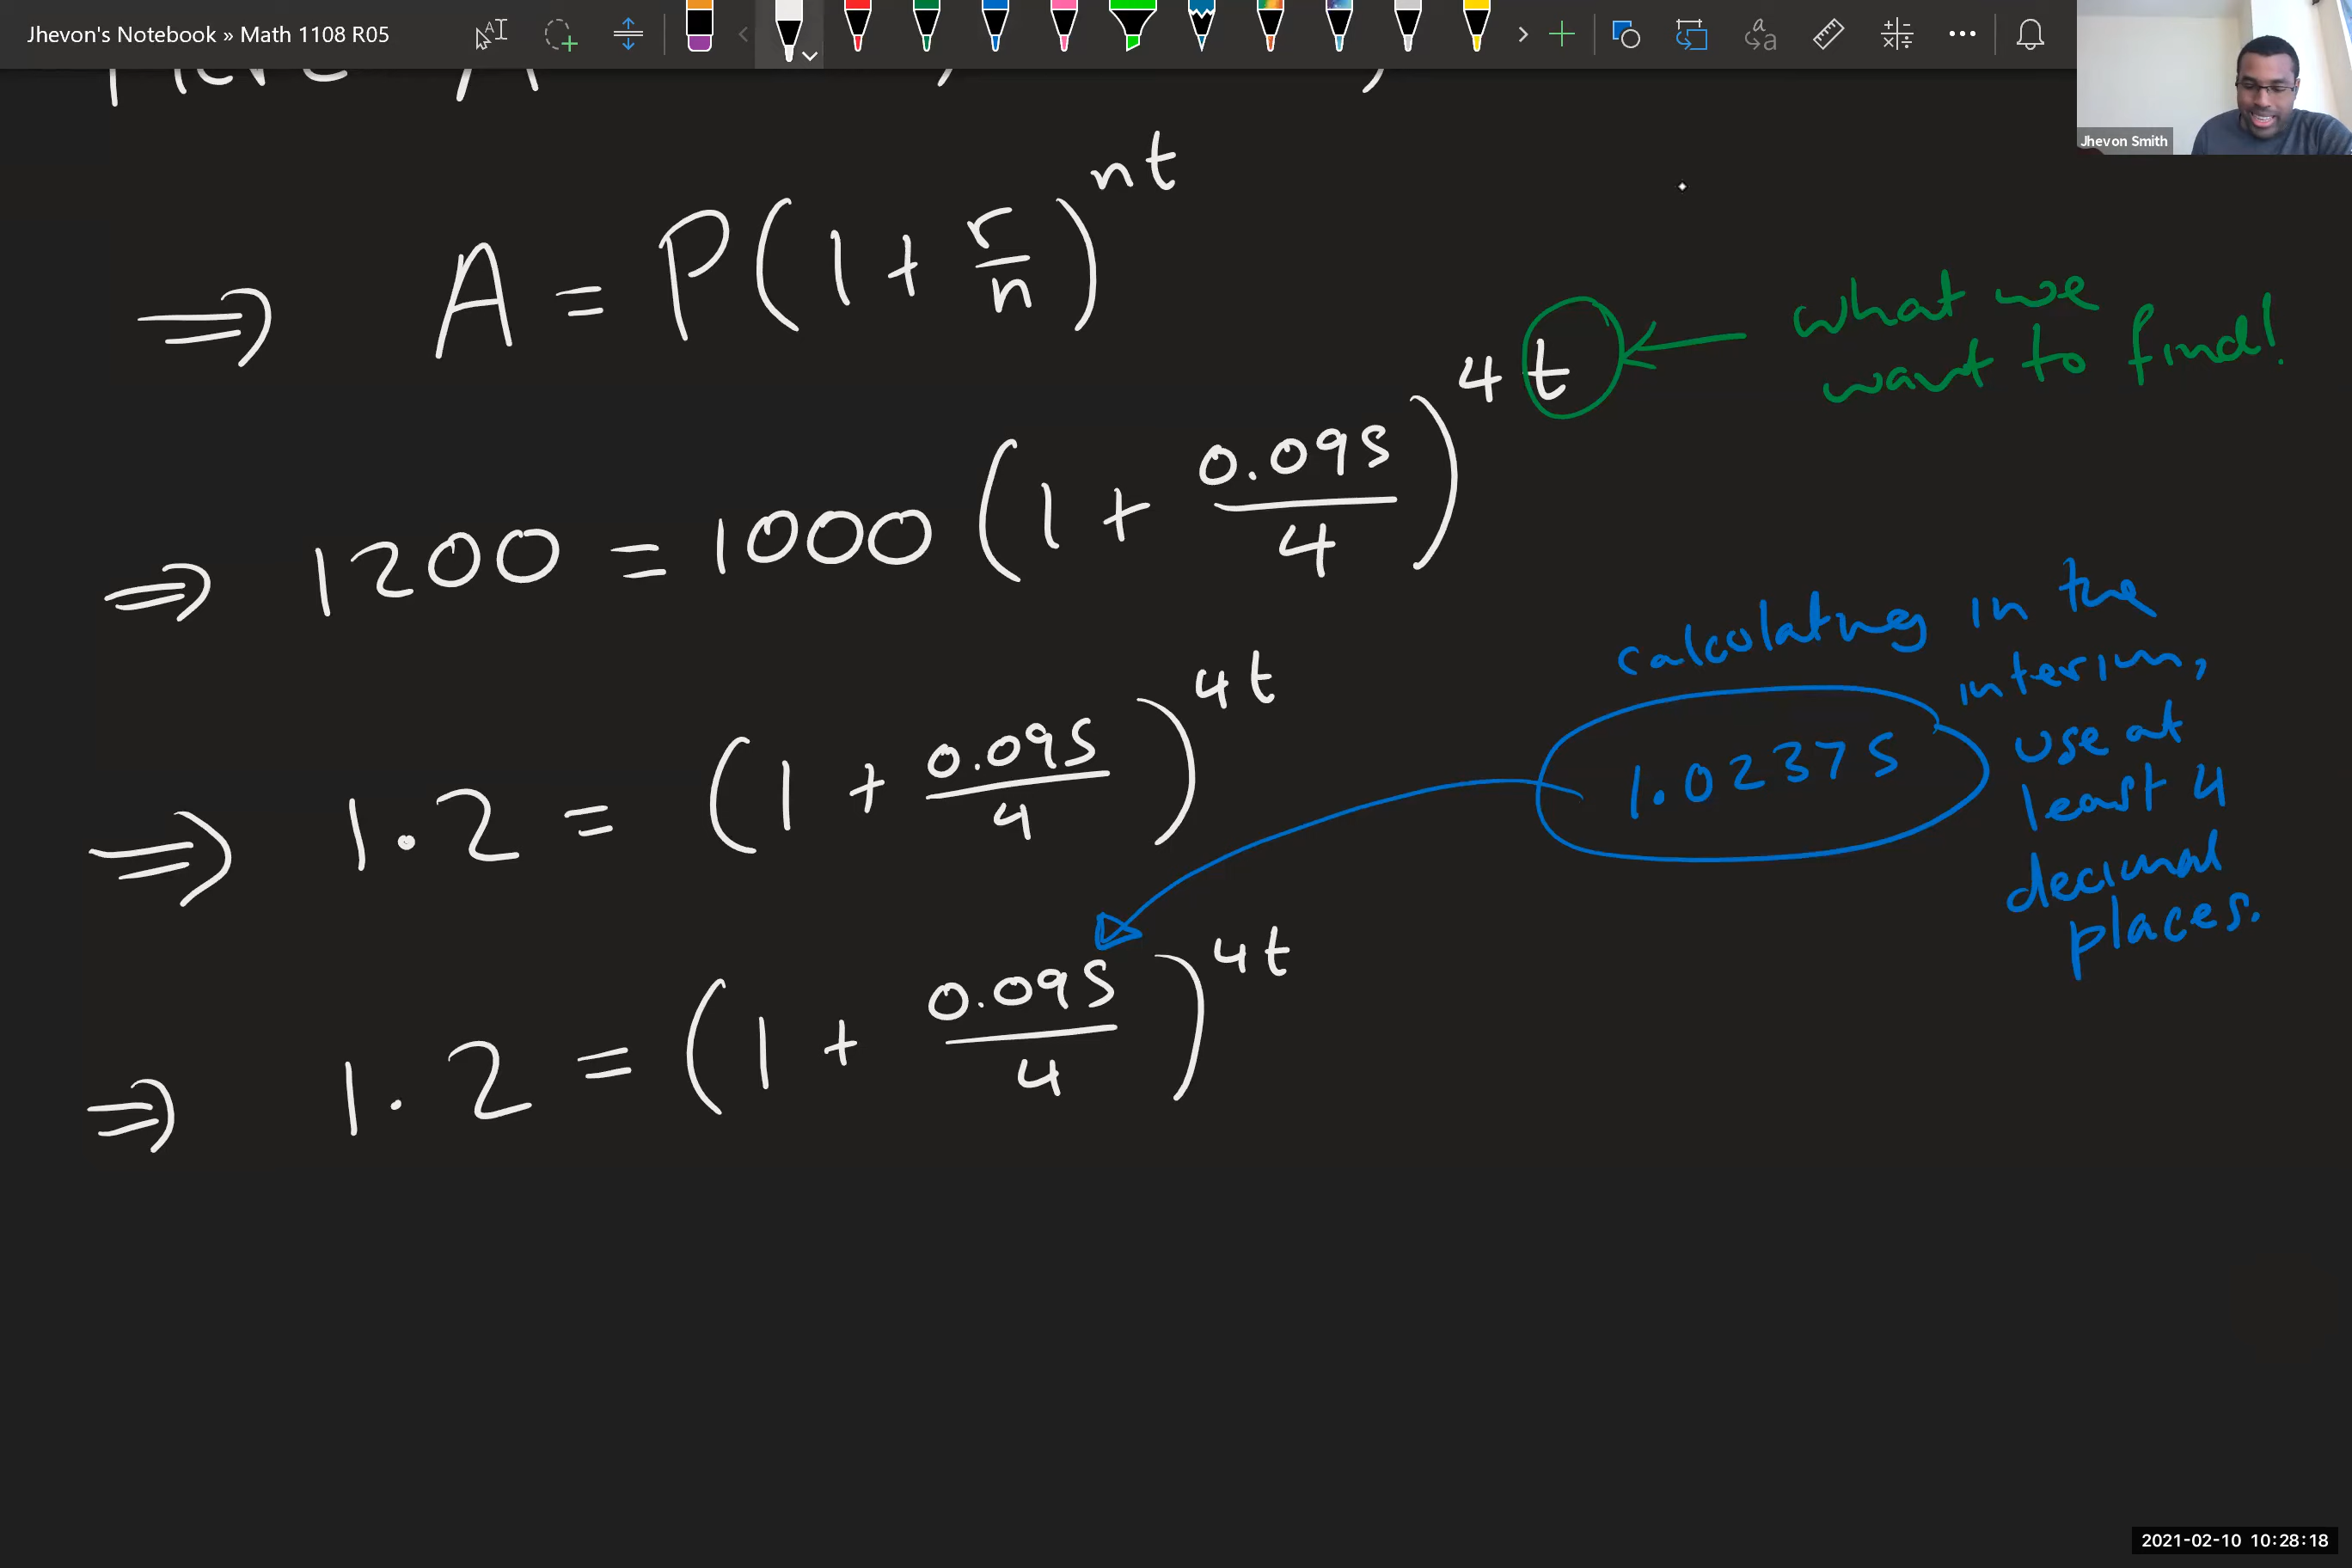 Jhevon's Notebook » Math 1108 R05
Jhevon Smith
⇒ A = P(1 + r/n)^nt
what we
want to find!
⇒ 1200 = 1000 (1 + 0.095/4)^4t
calculating in the
interim,
use at
least 4
decimal
places.
1.02375
⇒ 1.2 = (1 + 0.095/4)^4t
⇒ 1.2 = (1 + 0.095/4)^4t
2021-02-10 10:28:18